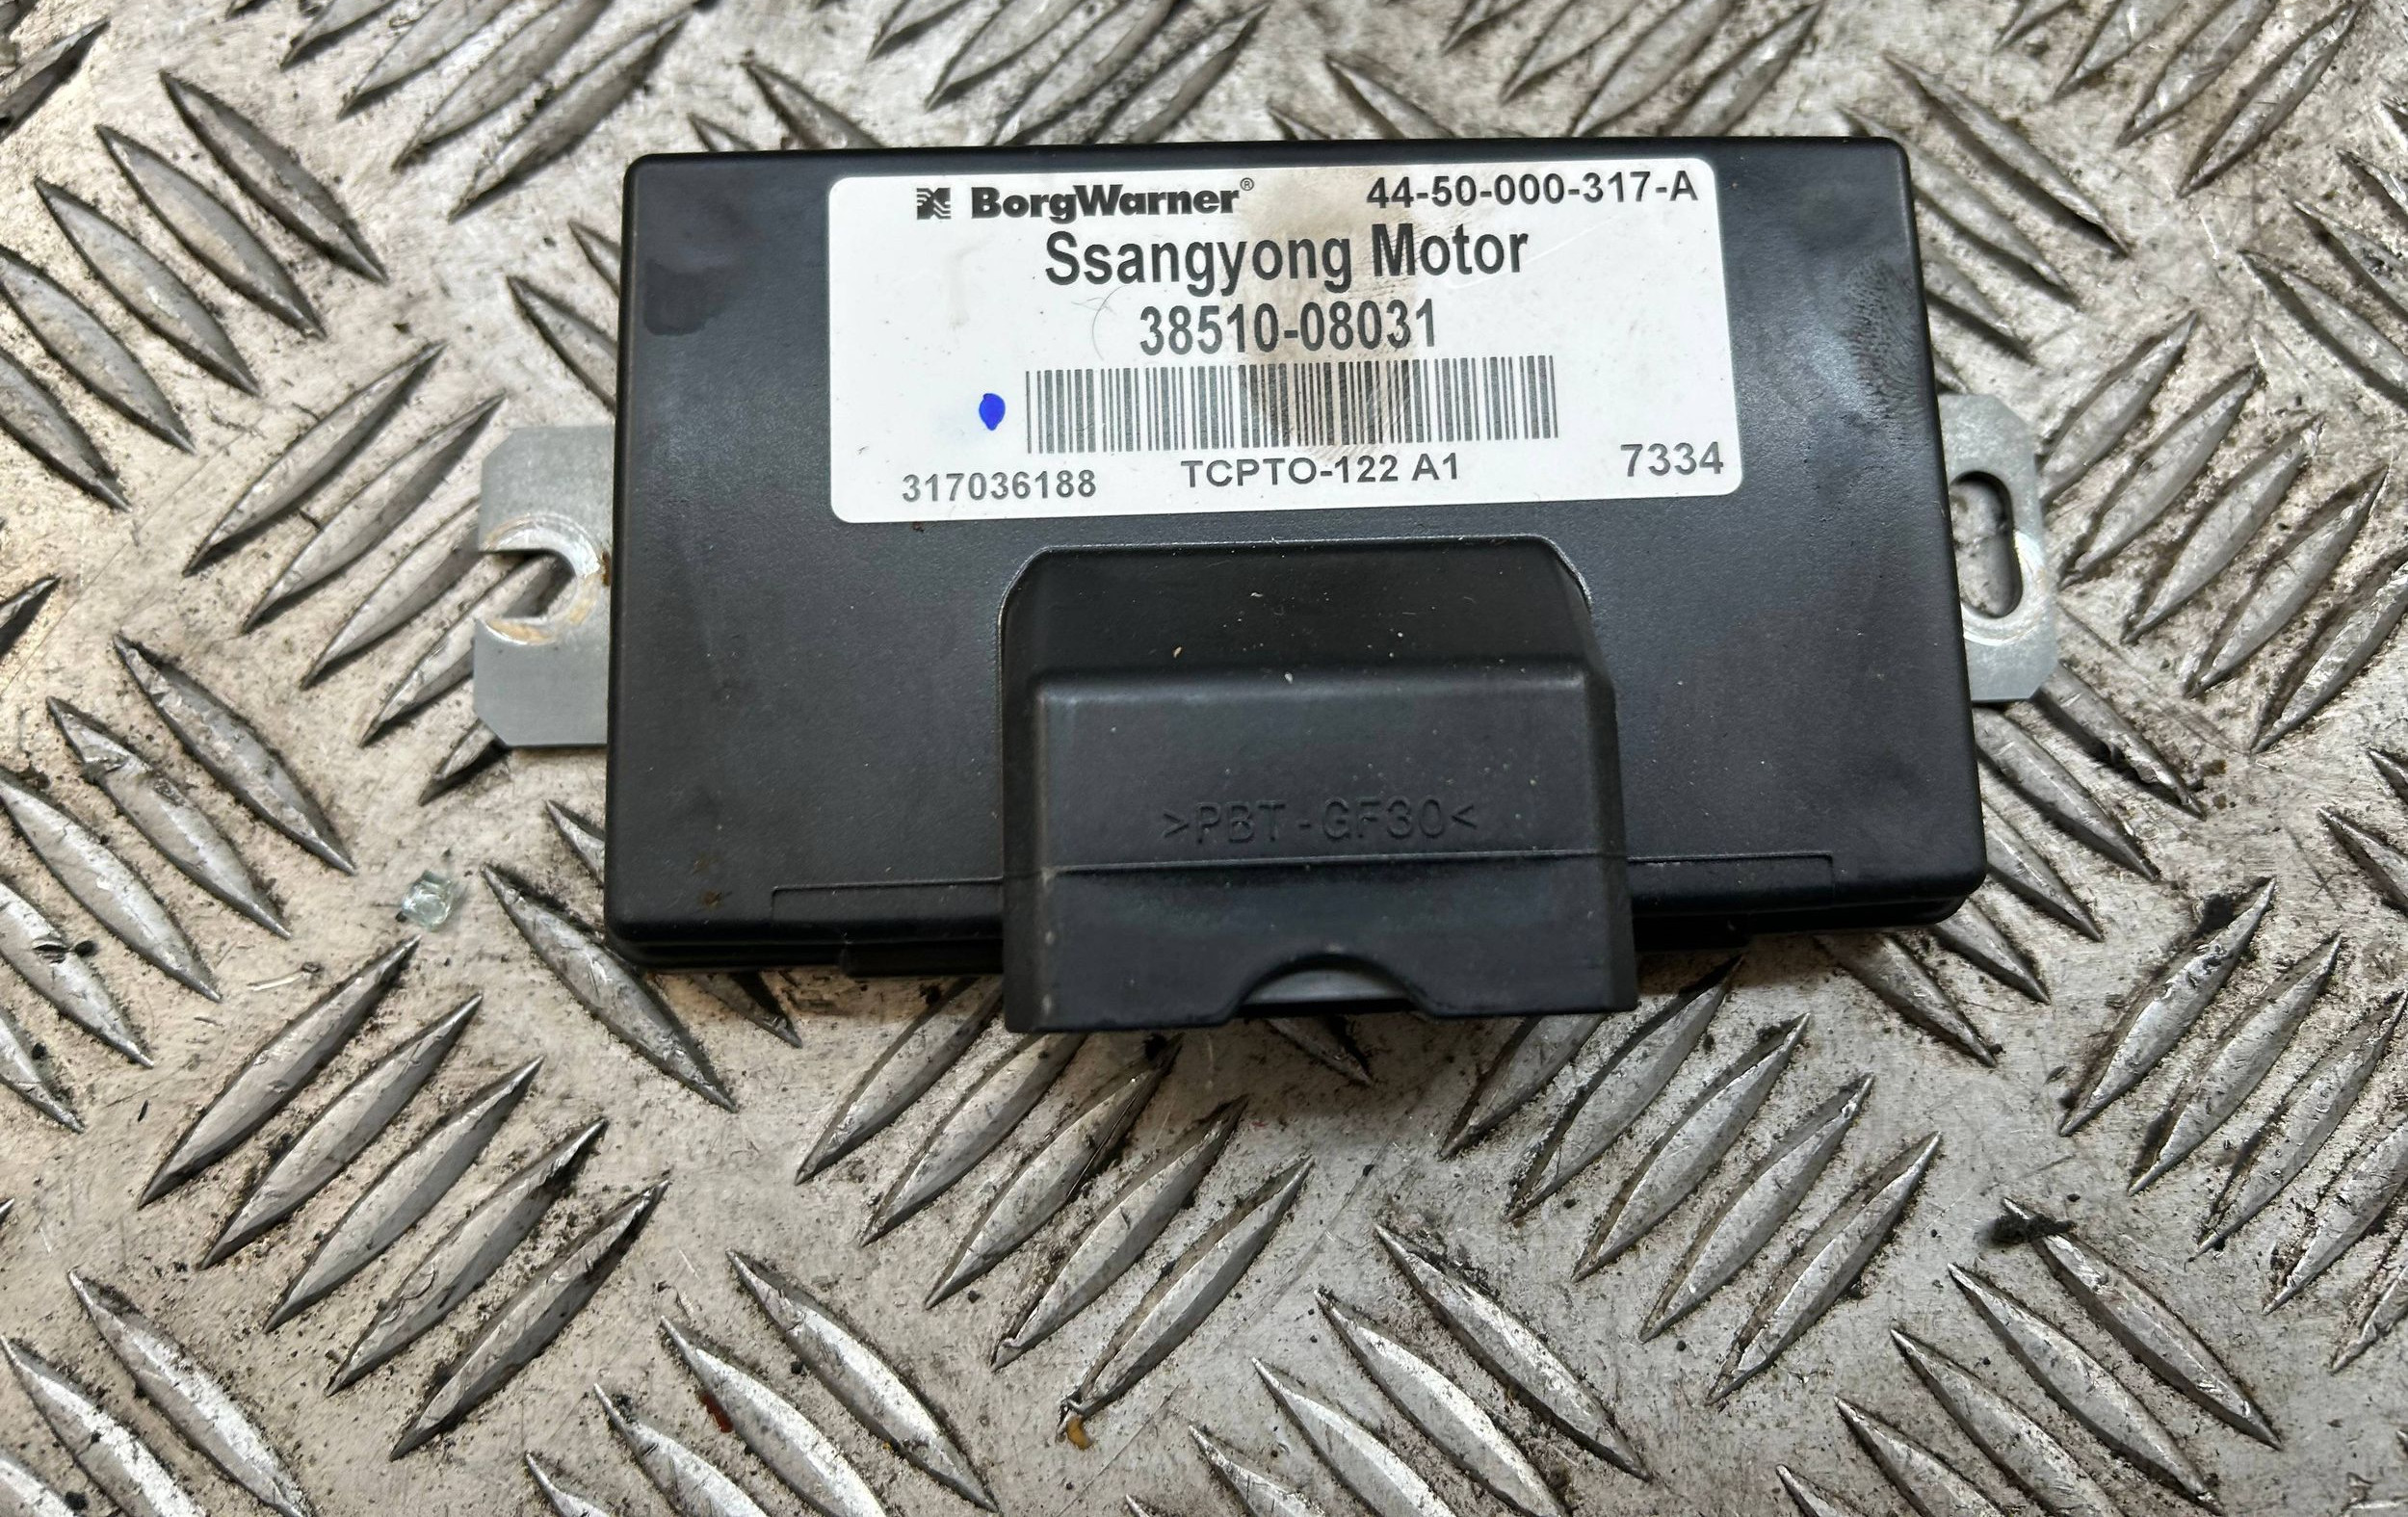 BorgWarner® 44-50-000-317-A
Ssangyong Motor
38510-08031
317036188 TCPTO-122 A1 7334
>PBT-GF30<